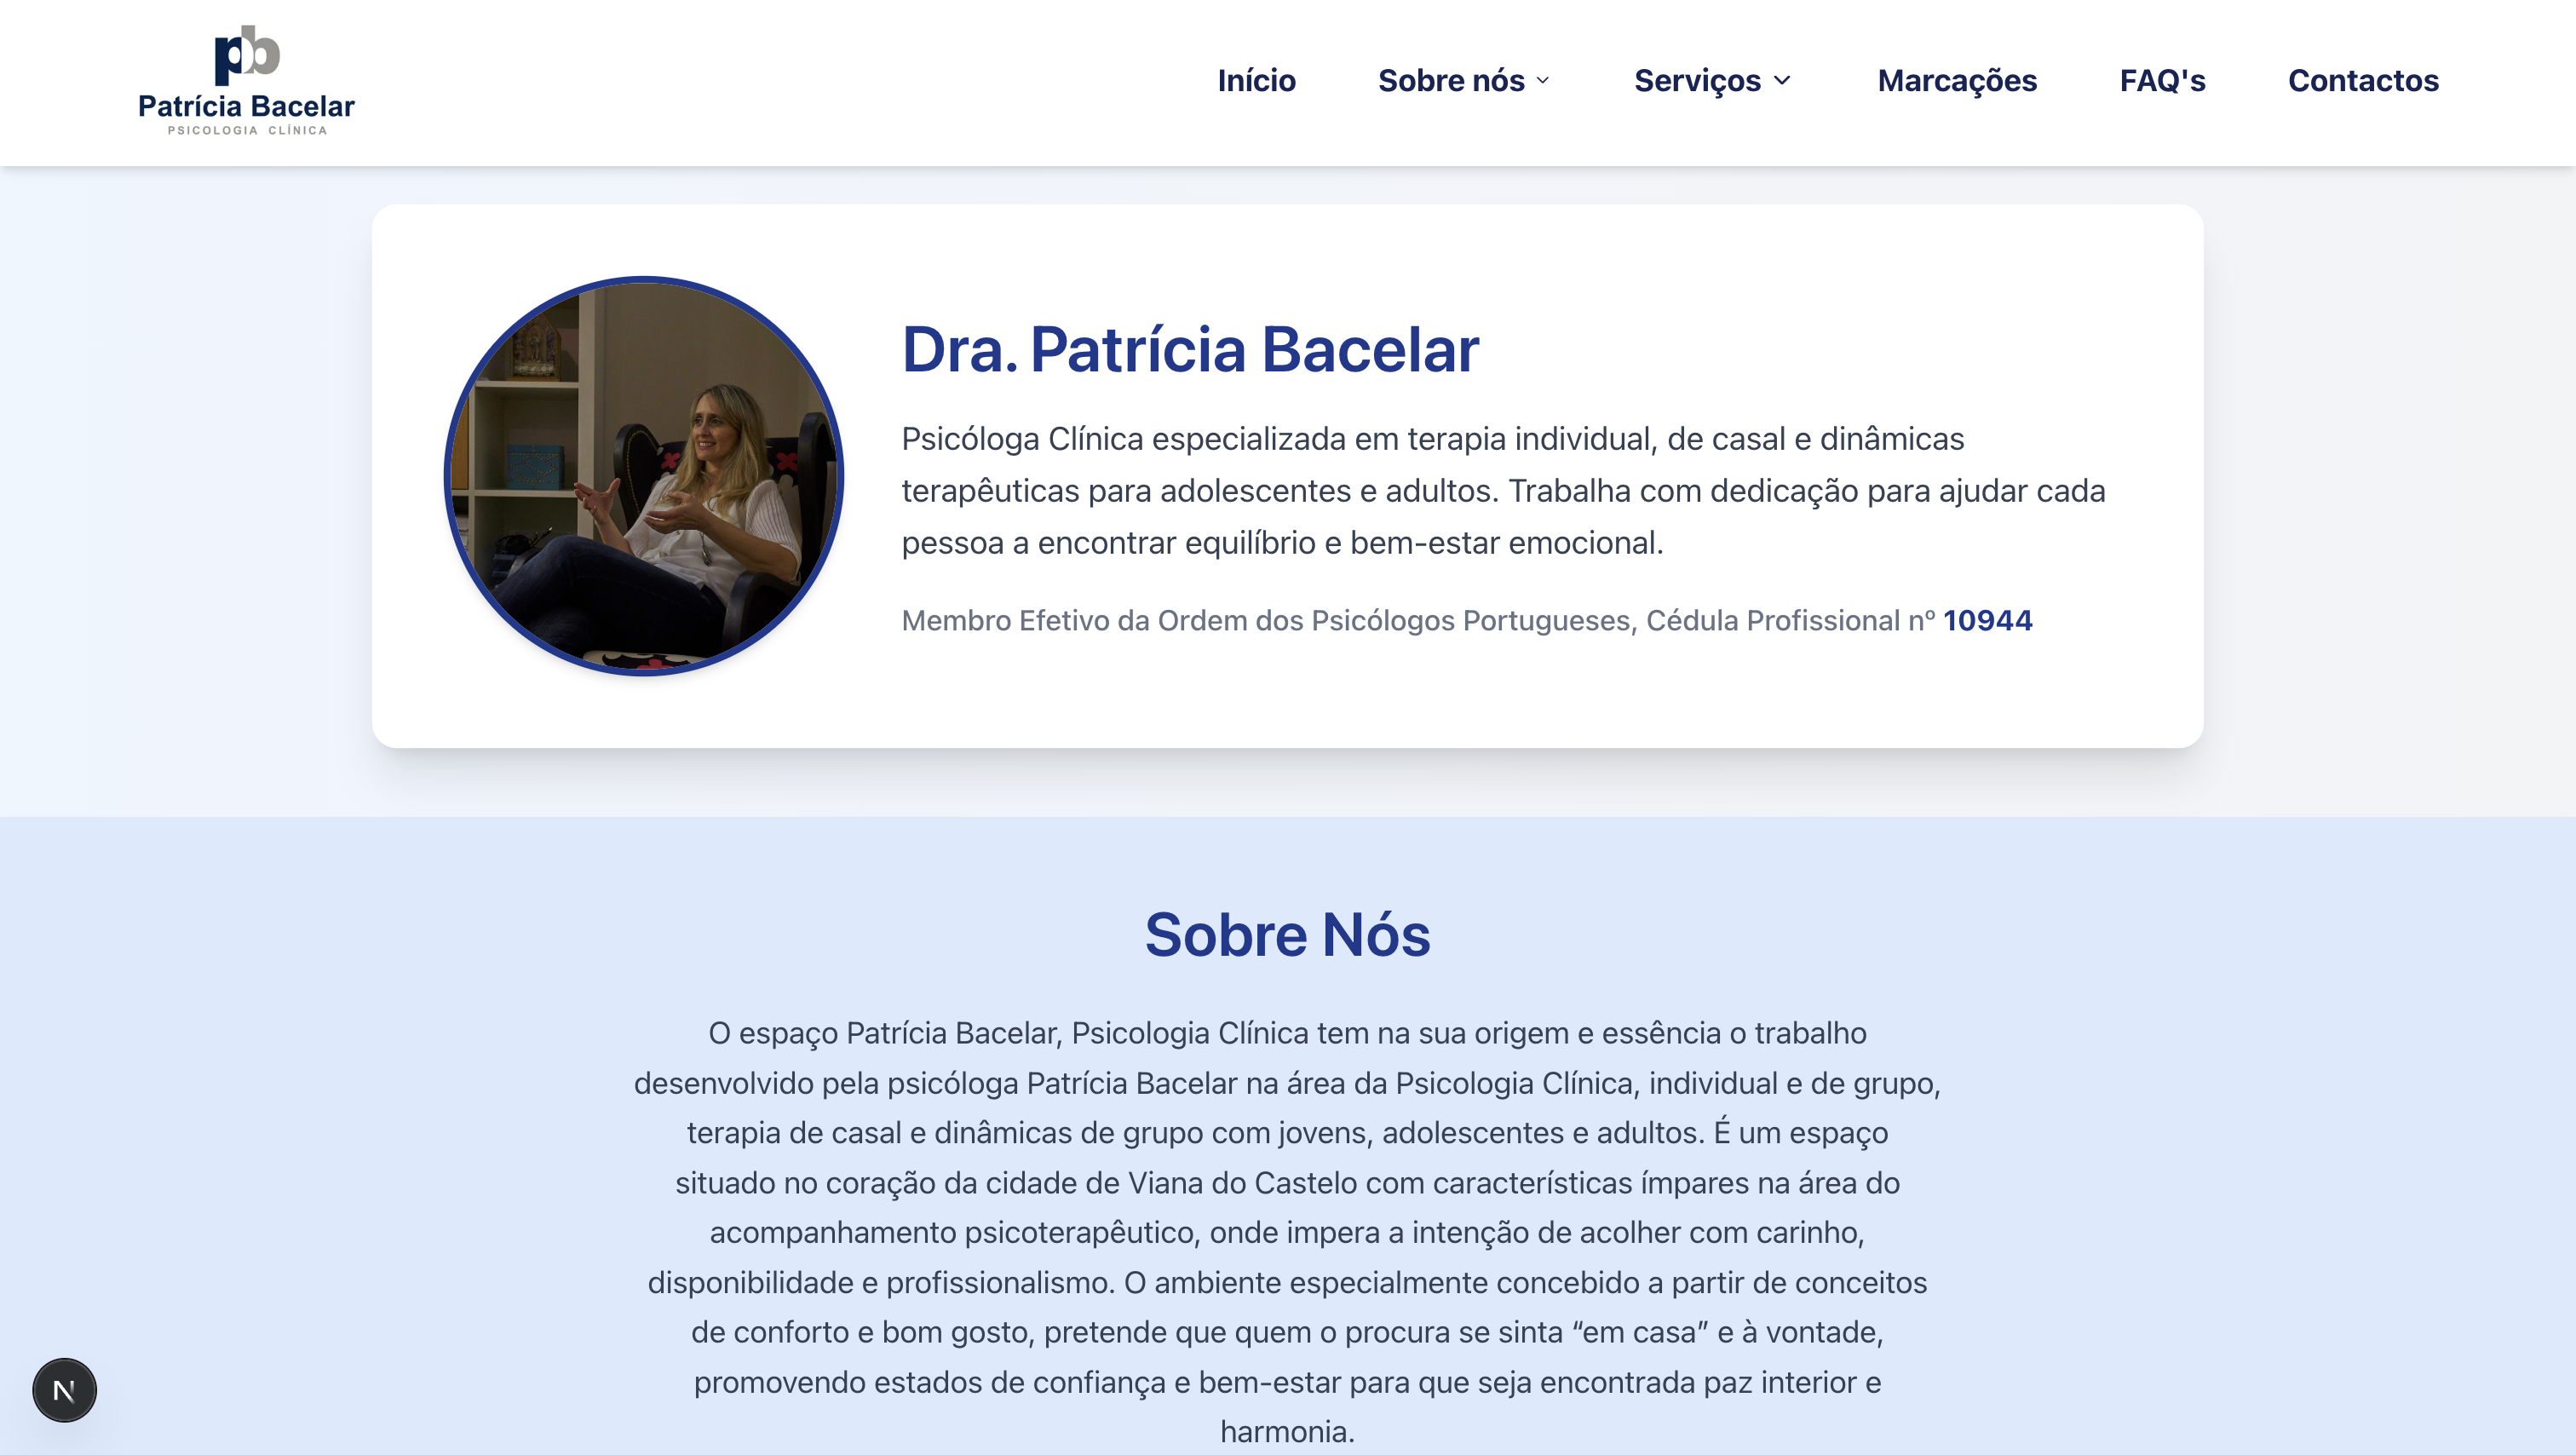 pb
Patrícia Bacelar
PSICOLOGIA CLÍNICA
Início
Sobre nós
Serviços
Marcações
FAQ's
Contactos
Dra. Patrícia Bacelar
Psicóloga Clínica especializada em terapia individual, de casal e dinâmicas
terapêuticas para adolescentes e adultos. Trabalha com dedicação para ajudar cada
pessoa a encontrar equilíbrio e bem-estar emocional.
Membro Efetivo da Ordem dos Psicólogos Portugueses, Cédula Profissional nº 10944
Sobre Nós
O espaço Patrícia Bacelar, Psicologia Clínica tem na sua origem e essência o trabalho
desenvolvido pela psicóloga Patrícia Bacelar na área da Psicologia Clínica, individual e de grupo,
terapia de casal e dinâmicas de grupo com jovens, adolescentes e adultos. É um espaço
situado no coração da cidade de Viana do Castelo com características ímpares na área do
acompanhamento psicoterapêutico, onde impera a intenção de acolher com carinho,
disponibilidade e profissionalismo. O ambiente especialmente concebido a partir de conceitos
de conforto e bom gosto, pretende que quem o procura se sinta “em casa” e à vontade,
promovendo estados de confiança e bem-estar para que seja encontrada paz interior e
harmonia.
N